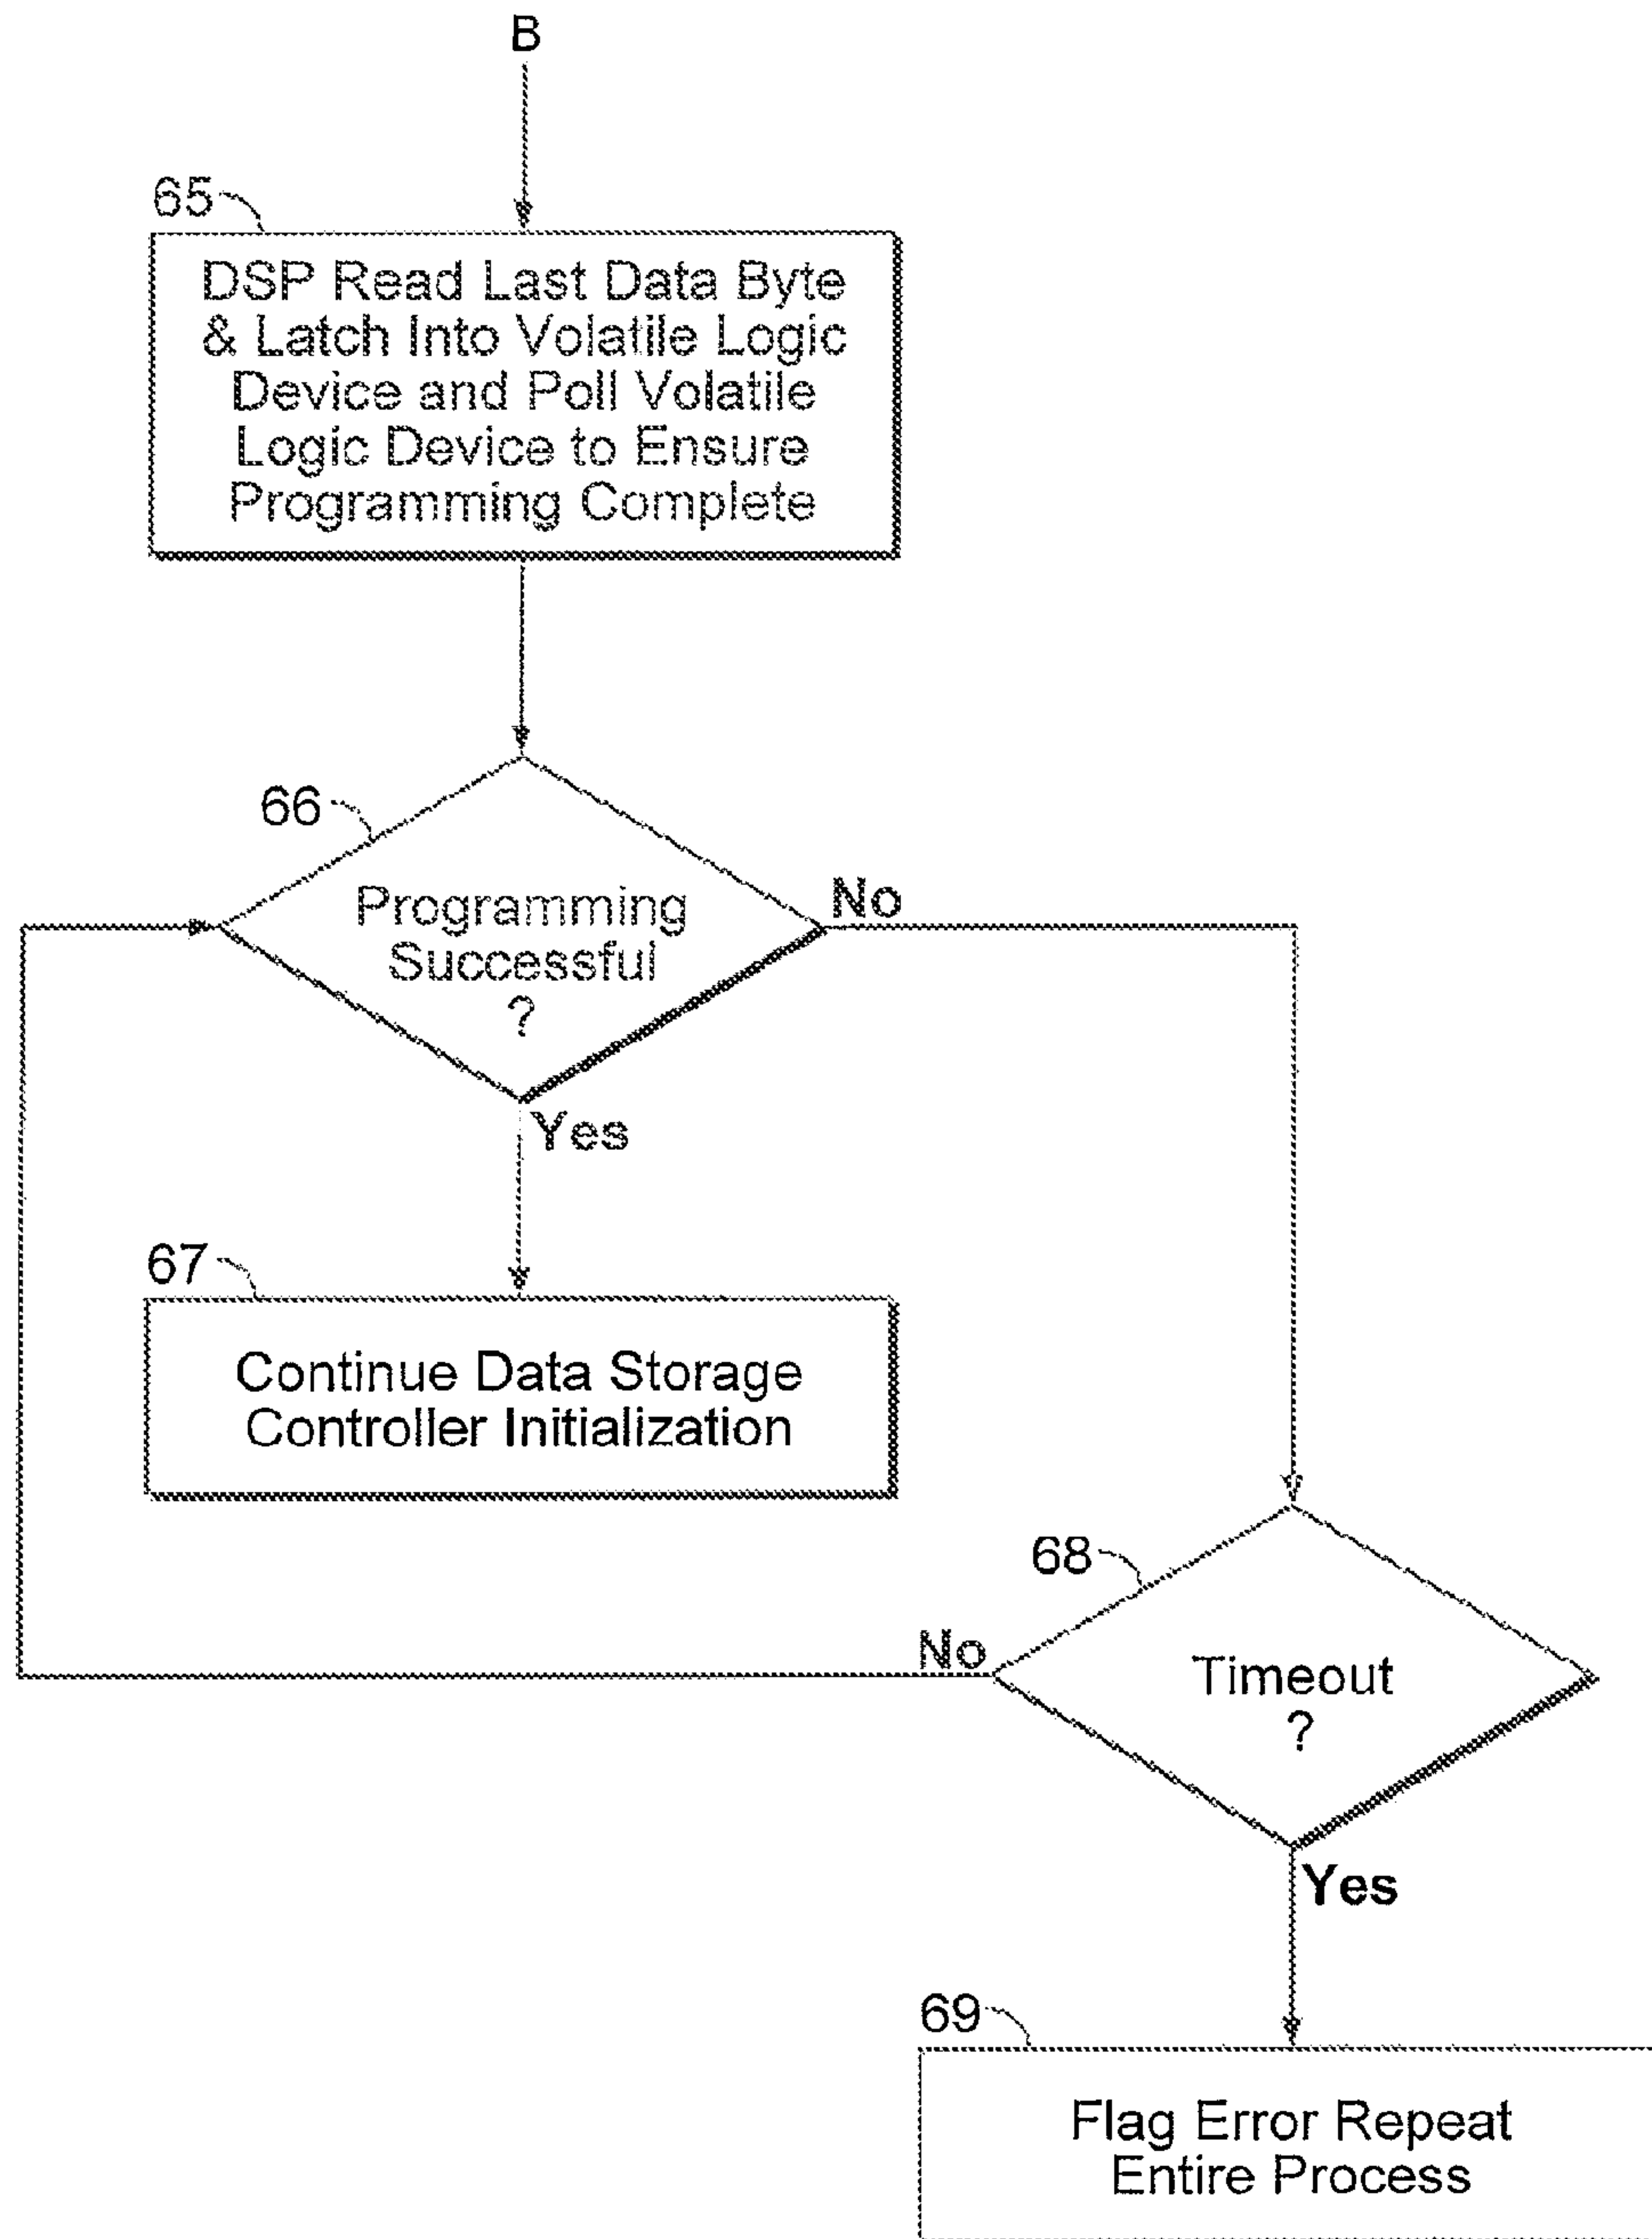 B
65
DSP Read Last Data Byte
& Latch Into Volatile Logic
Device and Poll Volatile
Logic Device to Ensure
Programming Complete
66
Programming
Successful
?
No
Yes
67
Continue Data Storage
Controller Initialization
68
No
Timeout
?
Yes
69
Flag Error Repeat
Entire Process